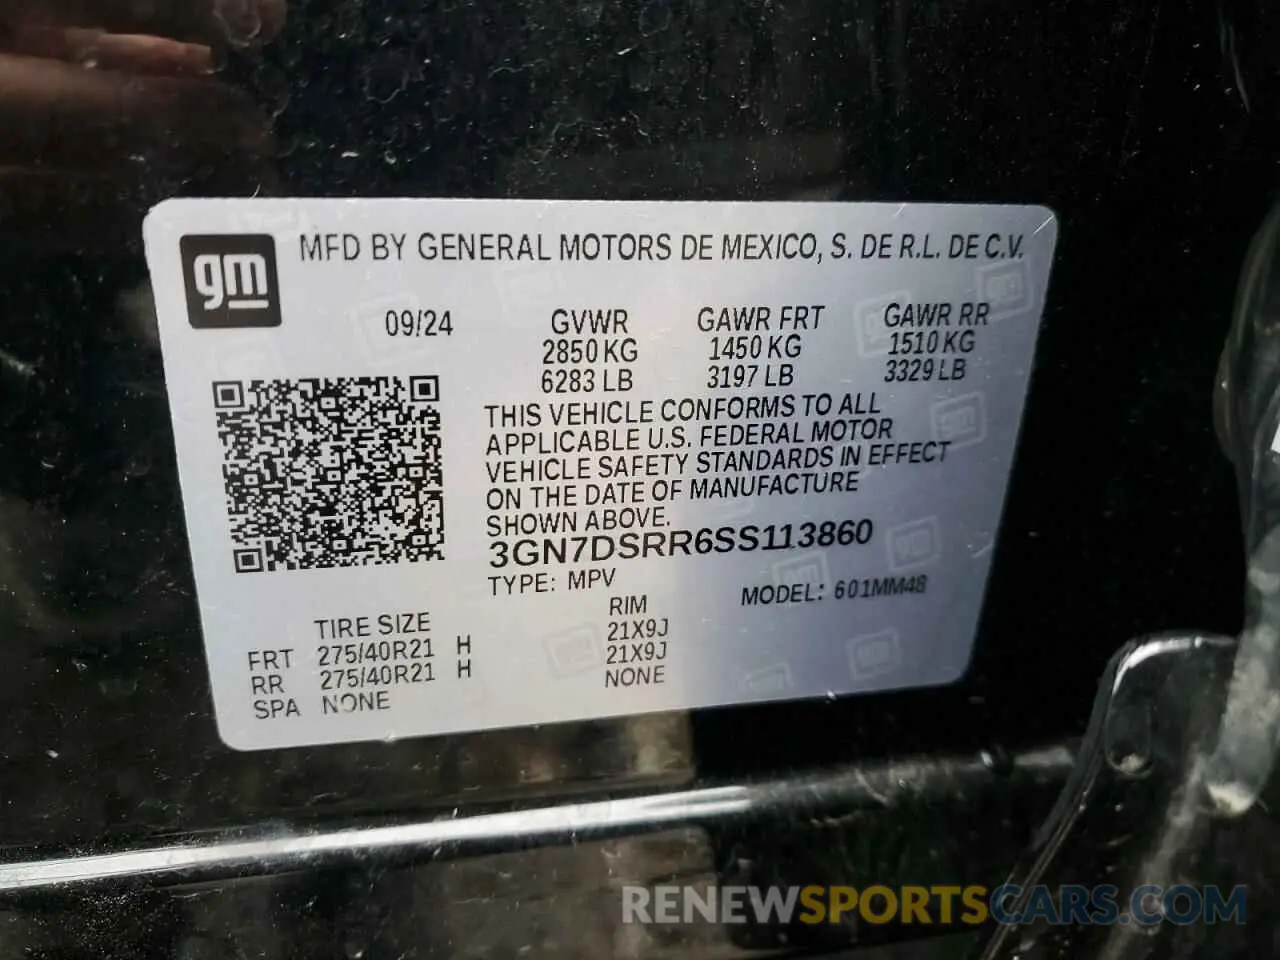 gm
MFD BY GENERAL MOTORS DE MEXICO, S. DE R.L. DE C.V.
09/24 GVWR GAWR FRT GAWR RR
2850 KG 1450 KG 1510 KG
6283 LB 3197 LB 3329 LB
THIS VEHICLE CONFORMS TO ALL
APPLICABLE U.S. FEDERAL MOTOR
VEHICLE SAFETY STANDARDS IN EFFECT
ON THE DATE OF MANUFACTURE
SHOWN ABOVE.
3GN7DSRR6SS113860
TYPE: MPV MODEL: 601MM48
TIRE SIZE RIM
FRT 275/40R21 H 21X9J
RR 275/40R21 H 21X9J
SPA NONE NONE
RENEWSPORTSCARS.COM